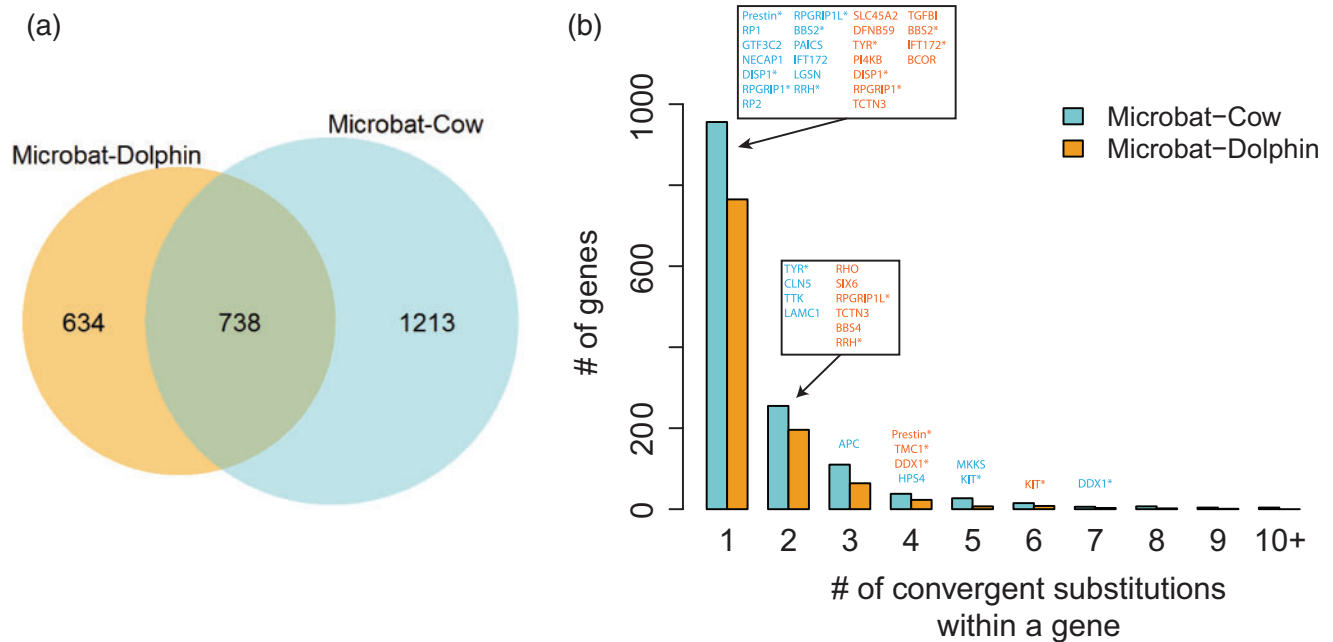 (a)
Microbat-Dolphin
Microbat-Cow
634
738
1213
(b)
Prestin* RPGRIP1L* SLC45A2 TGFBI
RP1 BBS2* DFNB59 BBS2*
GTF3C2 PAICS TYR* IFT172*
NECAP1 IFT172 PI4KB BCOR
DISP1* LGSN DISP1*
RPGRIP1* RRH* RPGRIP1*
RP2 TCTN3
Microbat-Cow
Microbat-Dolphin
TYR* RHO
CLN5 SIX6
TTK RPGRIP1L*
LAMC1 TCTN3
BBS4
RRH*
APC
Prestin*
TMC1*
DDX1*
HPS4
MKKS
KIT*
KIT*
DDX1*
# of genes
1000
600
200
0
1 2 3 4 5 6 7 8 9 10+
# of convergent substitutions
within a gene